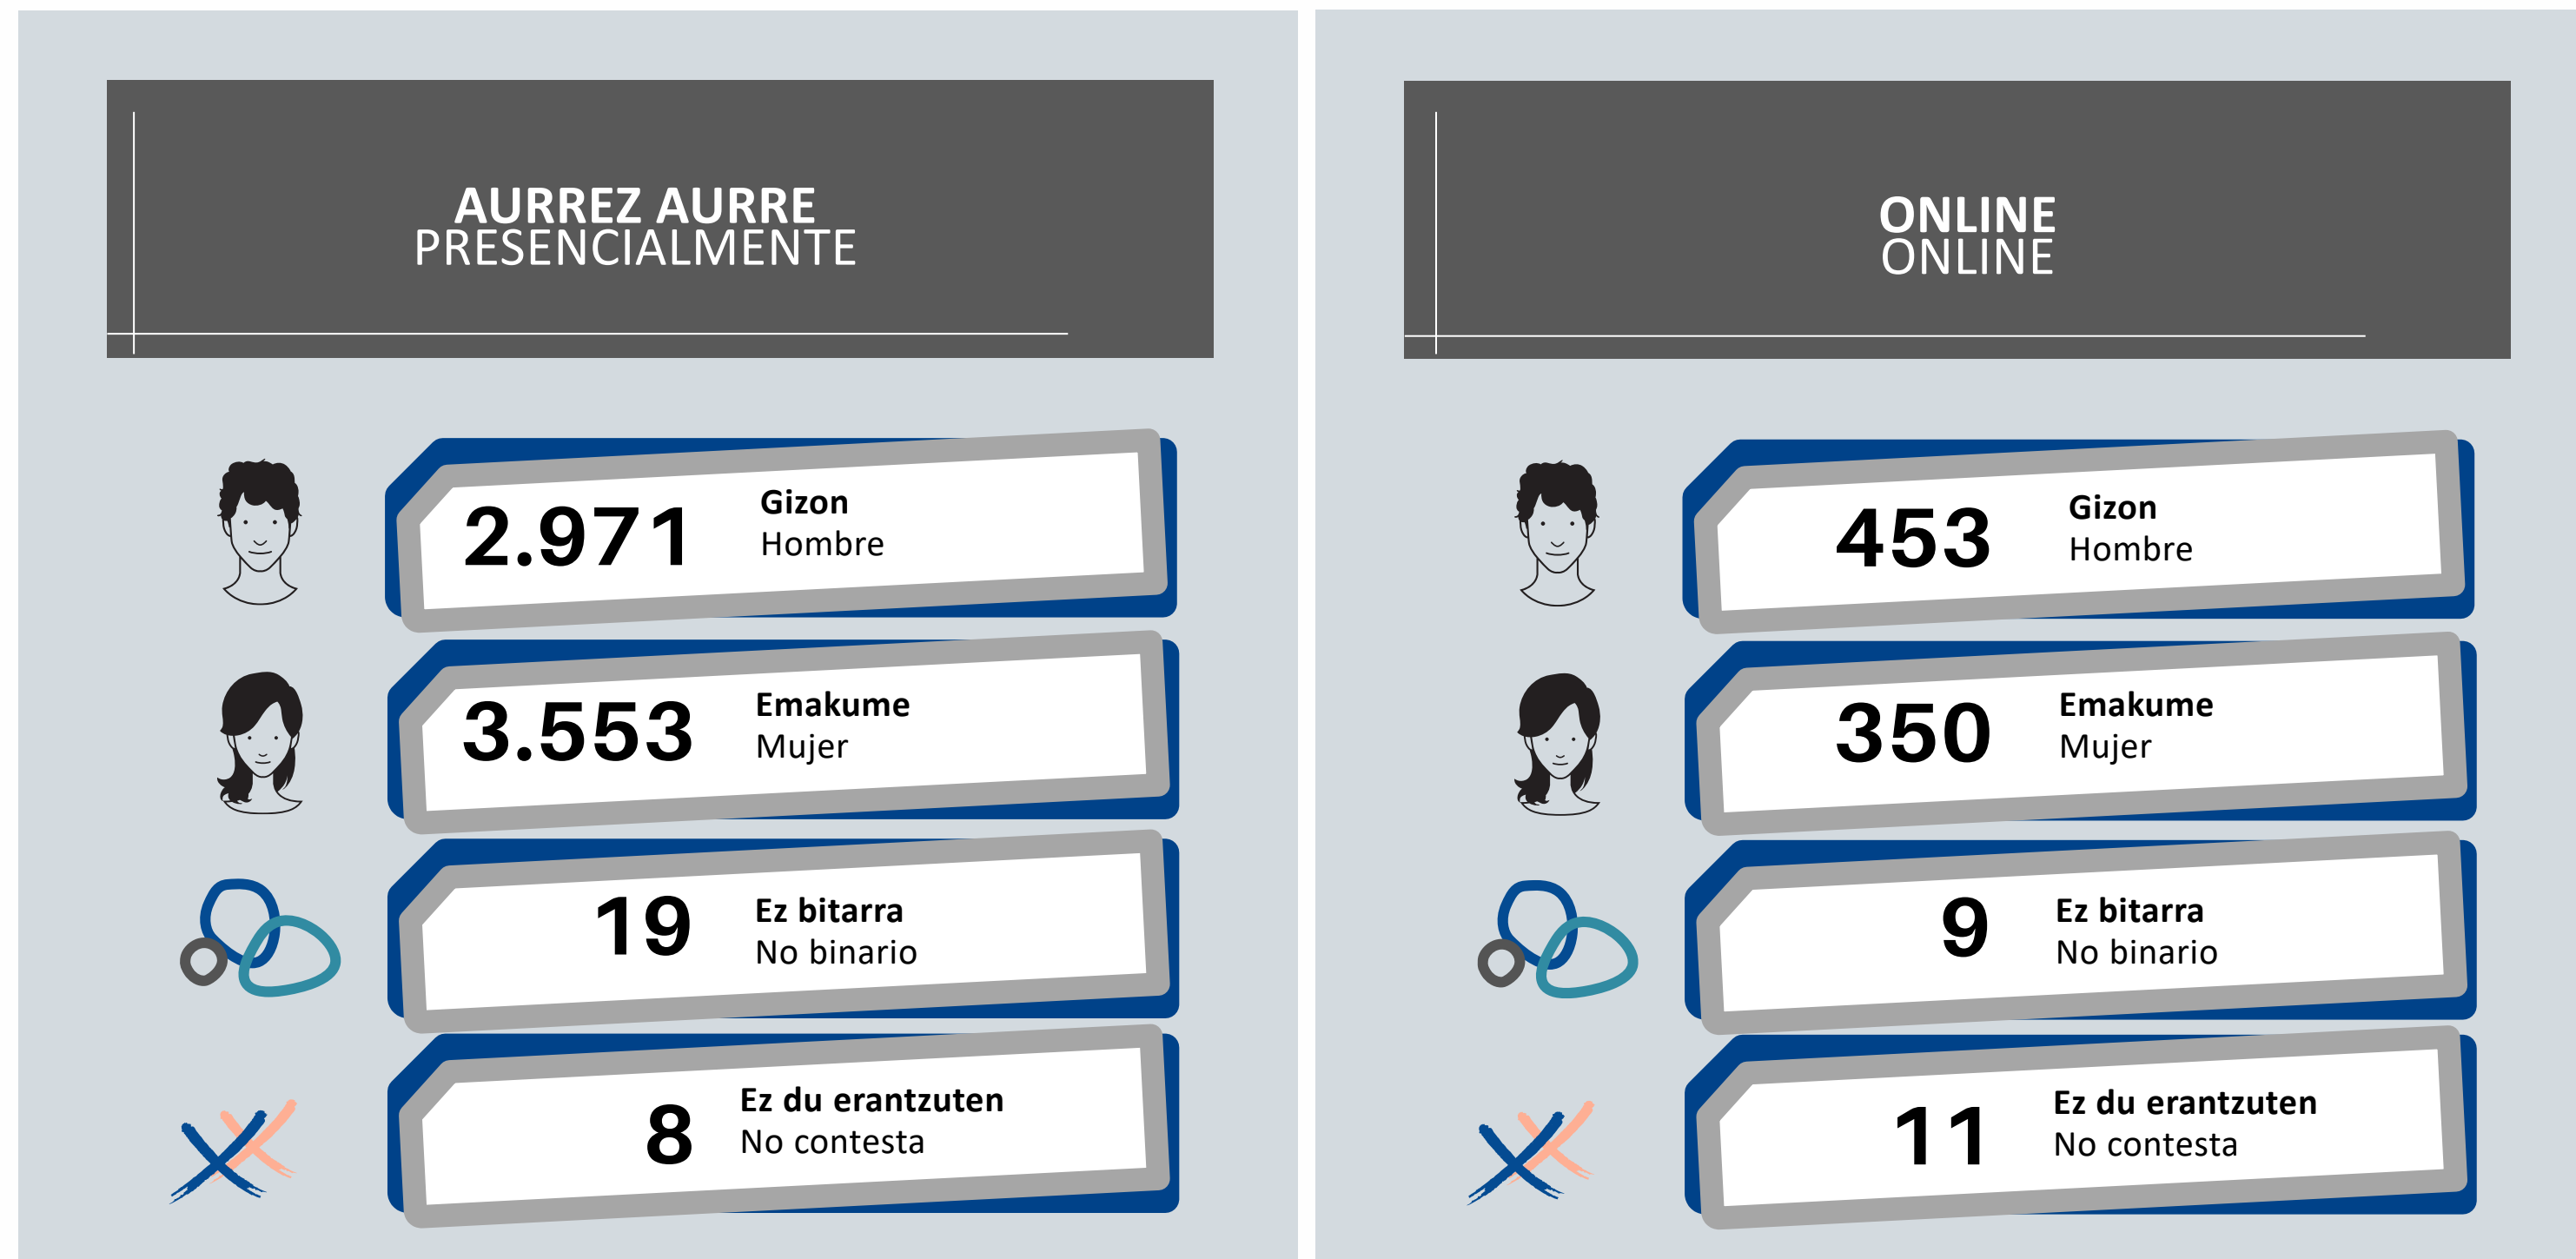 AURREZ AURRE
PRESENCIALMENTE
2.971
Gizon
Hombre
3.553
Emakume
Mujer
19
Ez bitarra
No binario
8
Ez du erantzuten
No contesta
ONLINE
ONLINE
453
Gizon
Hombre
350
Emakume
Mujer
9
Ez bitarra
No binario
11
Ez du erantzuten
No contesta